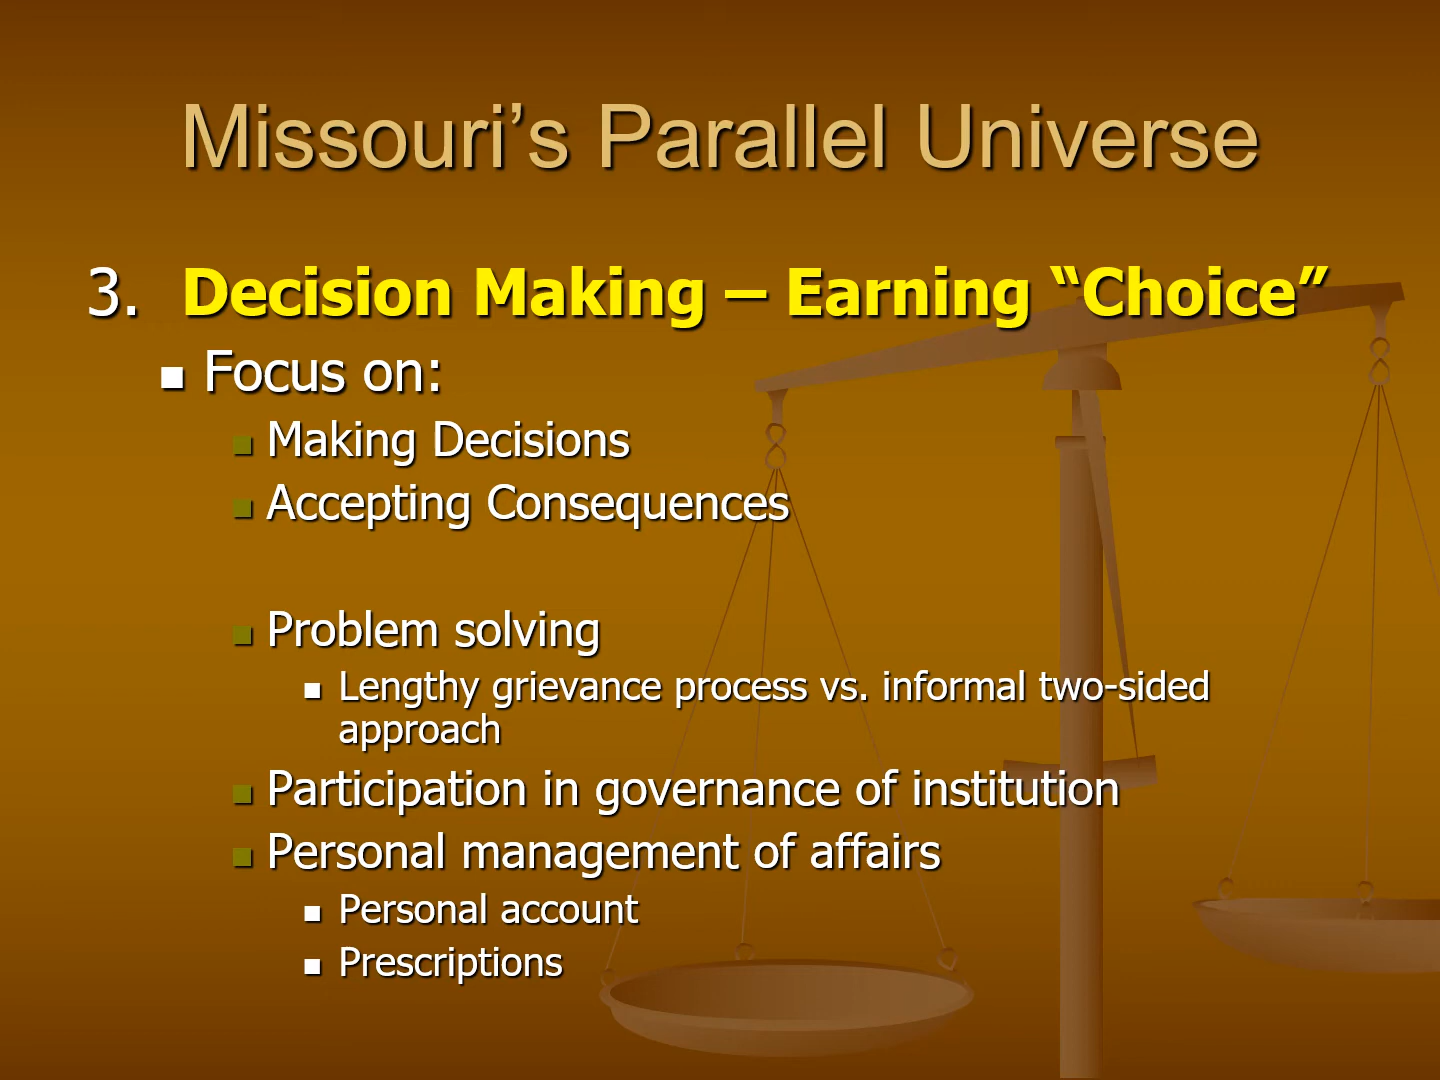 Missouri’s Parallel Universe
3. Decision Making – Earning “Choice”
Focus on:
Making Decisions
Accepting Consequences
Problem solving
Lengthy grievance process vs. informal two-sided
approach
Participation in governance of institution
Personal management of affairs
Personal account
Prescriptions